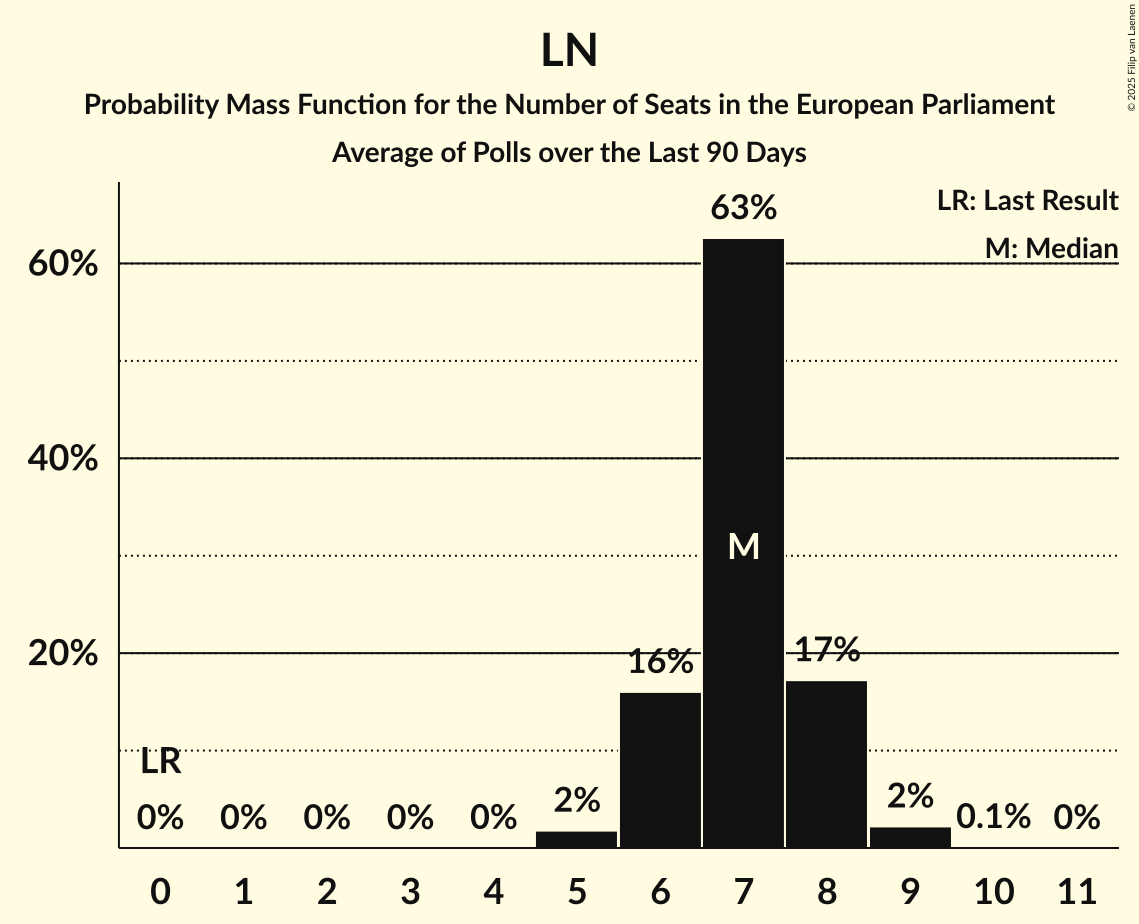 LN
Probability Mass Function for the Number of Seats in the European Parliament
Average of Polls over the Last 90 Days
© 2025 Filip van Laenen
LR: Last Result
M: Median
60%
40%
20%
LR
0%
0%
0%
0%
0%
2%
16%
63%
M
17%
2%
0.1%
0%
0 1 2 3 4 5 6 7 8 9 10 11